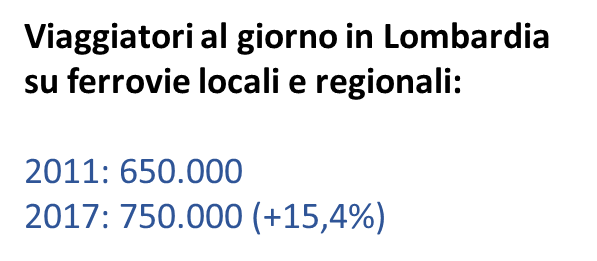 Viaggiatori al giorno in Lombardia
su ferrovie locali e regionali:
2011: 650.000
2017: 750.000 (+15,4%)